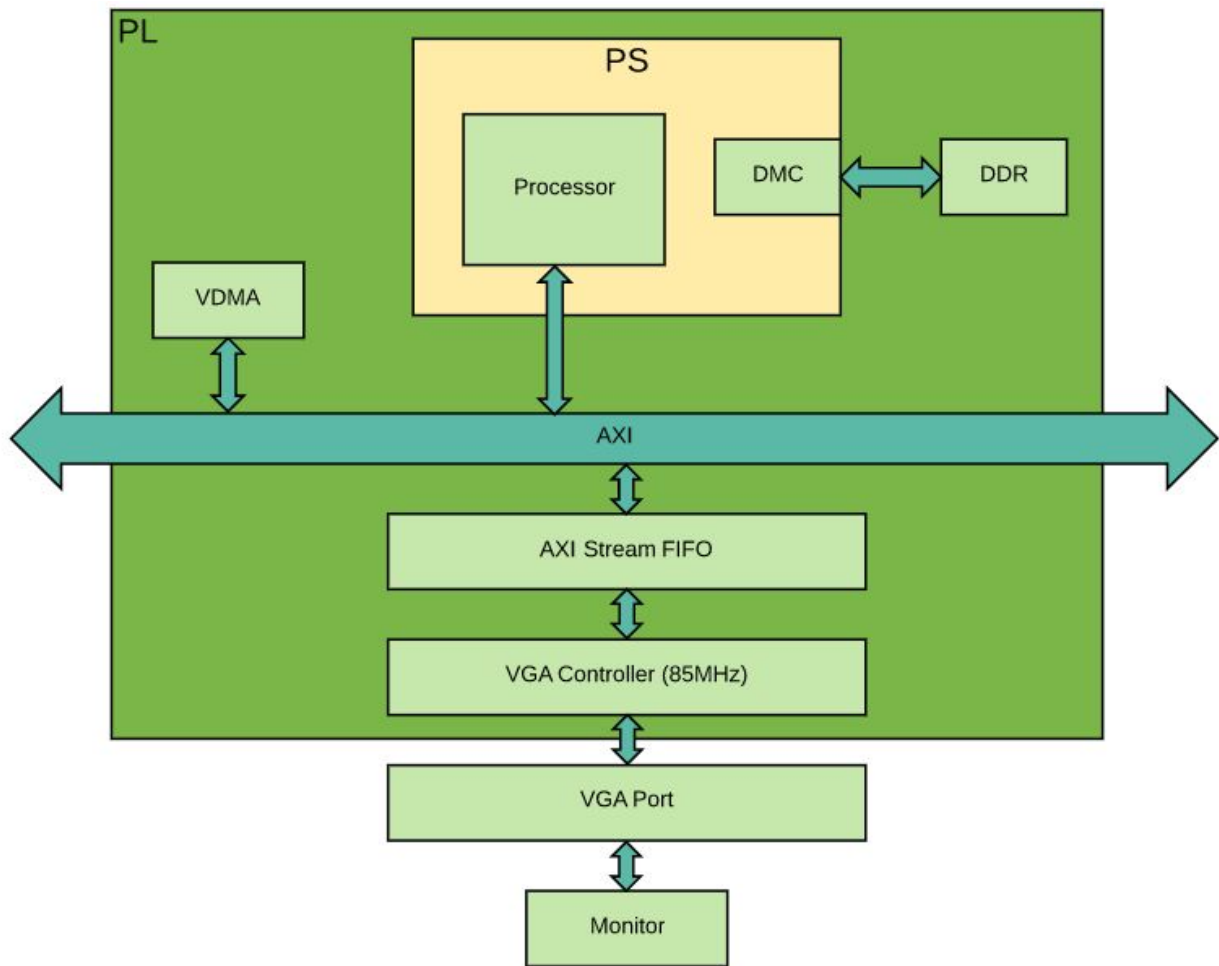 PL
PS
Processor
DMC
DDR
VDMA
AXI
AXI Stream FIFO
VGA Controller (85MHz)
VGA Port
Monitor